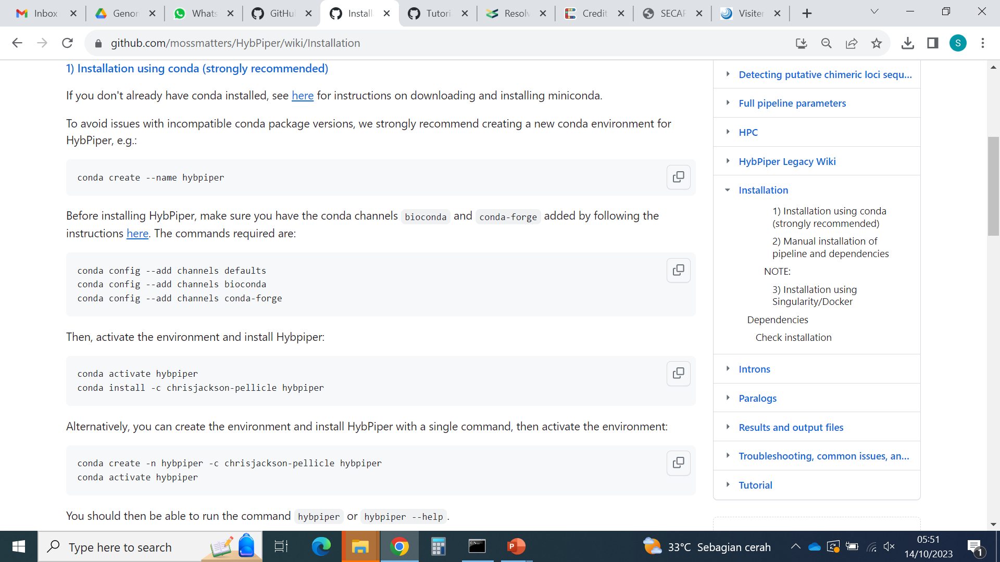 Inbox
Genon
Whats
GitHu
Install
Tutori
Resolv
Credit
SECAP
Visiter
github.com/mossmatters/HybPiper/wiki/Installation
S
1) Installation using conda (strongly recommended)
If you don't already have conda installed, see here for instructions on downloading and installing miniconda.
To avoid issues with incompatible conda package versions, we strongly recommend creating a new conda environment for
HybPiper, e.g.:
conda create --name hybpiper
Before installing HybPiper, make sure you have the conda channels bioconda and conda-forge added by following the
instructions here. The commands required are:
conda config --add channels defaults
conda config --add channels bioconda
conda config --add channels conda-forge
Then, activate the environment and install Hybpiper:
conda activate hybpiper
conda install -c chrisjackson-pellicle hybpiper
Alternatively, you can create the environment and install HybPiper with a single command, then activate the environment:
conda create -n hybpiper -c chrisjackson-pellicle hybpiper
conda activate hybpiper
You should then be able to run the command hybpiper or hybpiper --help.
Detecting putative chimeric loci sequ...
Full pipeline parameters
HPC
HybPiper Legacy Wiki
Installation
1) Installation using conda
(strongly recommended)
2) Manual installation of
pipeline and dependencies
NOTE:
3) Installation using
Singularity/Docker
Dependencies
Check installation
Introns
Paralogs
Results and output files
Troubleshooting, common issues, an...
Tutorial
Type here to search
33°C Sebagian cerah
05:51
14/10/2023
1